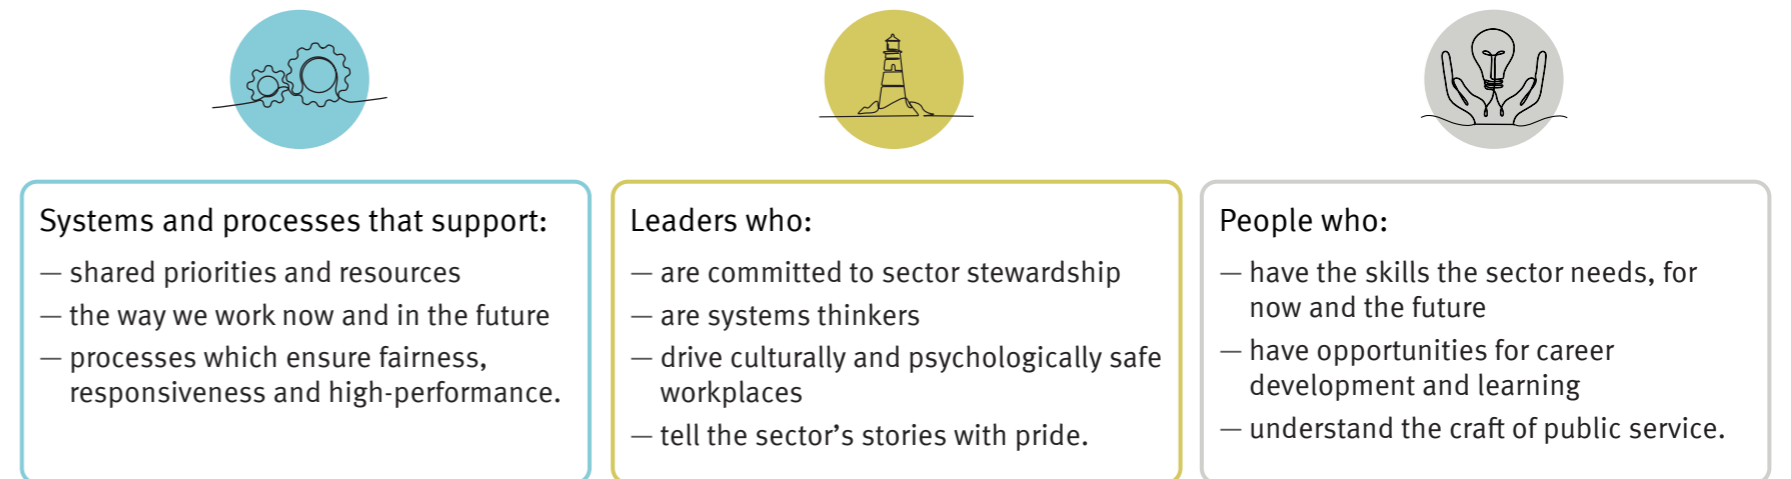 Systems and processes that support:
— shared priorities and resources
— the way we work now and in the future
— processes which ensure fairness,
responsiveness and high-performance.
Leaders who:
— are committed to sector stewardship
— are systems thinkers
— drive culturally and psychologically safe
workplaces
— tell the sector’s stories with pride.
People who:
— have the skills the sector needs, for
now and the future
— have opportunities for career
development and learning
— understand the craft of public service.